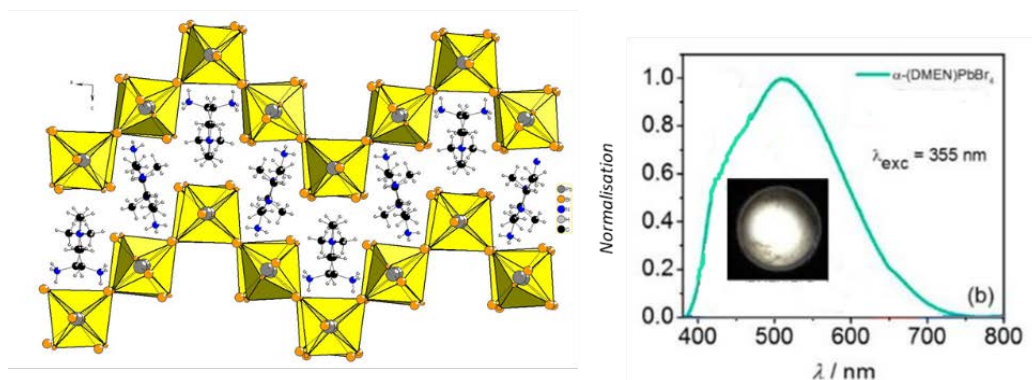 α-(DMEN)PbBr₄
λexc = 355 nm
Normalisation
1.0
0.8
0.6
0.4
0.2
0.0
(b)
400 500 600 700 800
λ / nm